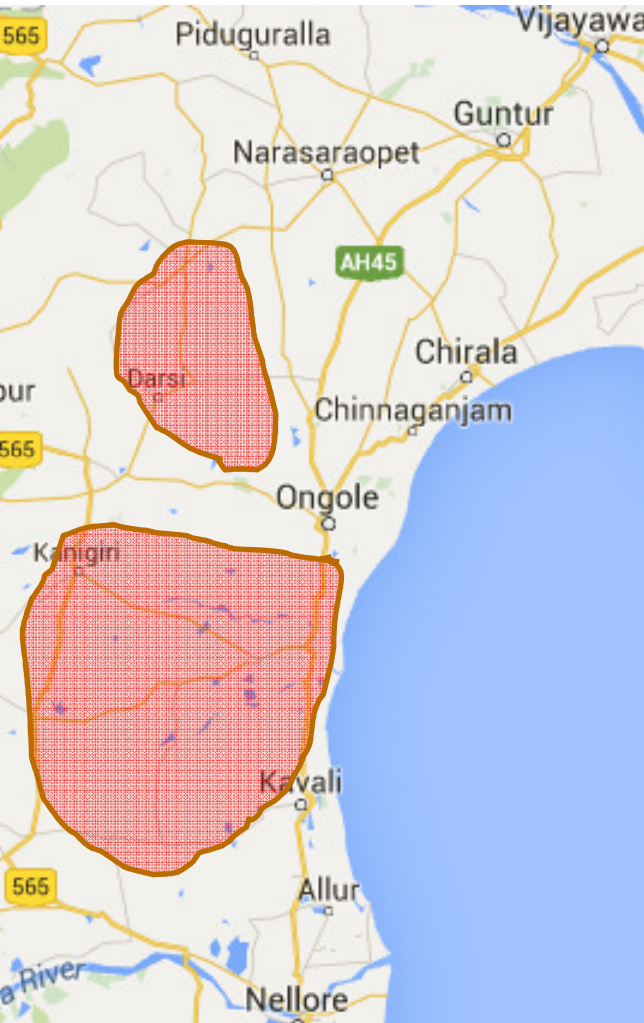 Vijayawa
565
Piduguralla
Guntur
Narasaraopet
AH45
Chirala
Darsi
our
Chinnaganjam
565
Ongole
Kanigiri
Kavali
565
Allur
a River
Nellore